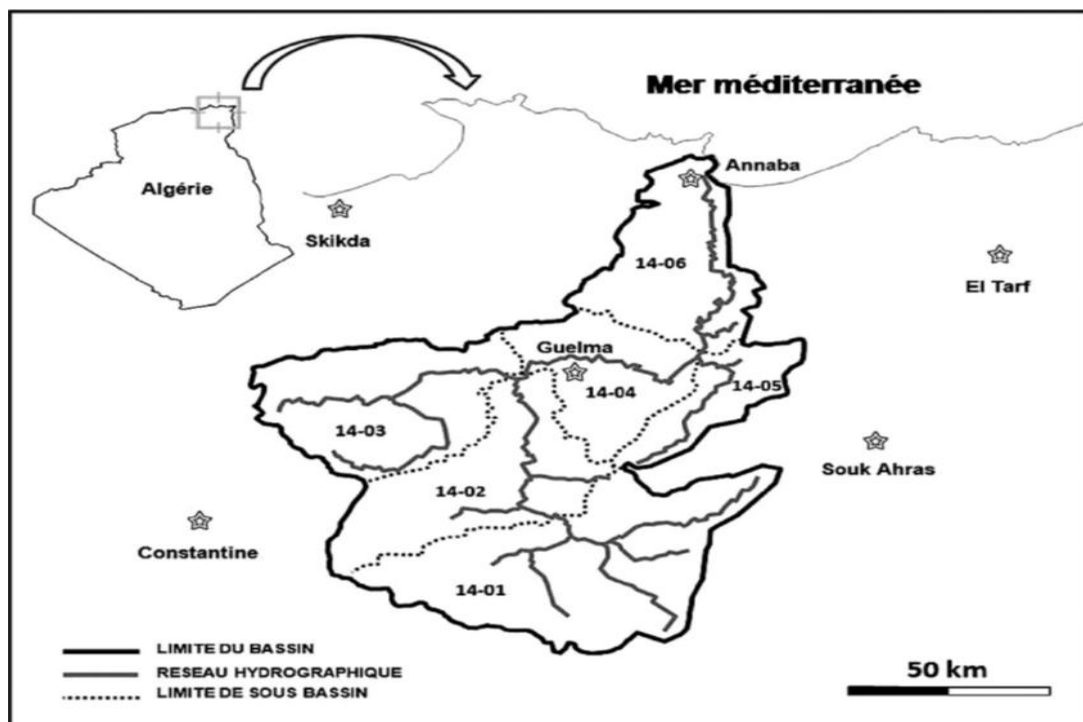 Mer méditerranée
Annaba
Algérie
Skikda
14-06
El Tarf
Guelma
14-04
14-05
14-03
Souk Ahras
14-02
Constantine
14-01
LIMITE DU BASSIN
RESEAU HYDROGRAPHIQUE
LIMITE DE SOUS BASSIN
50 km